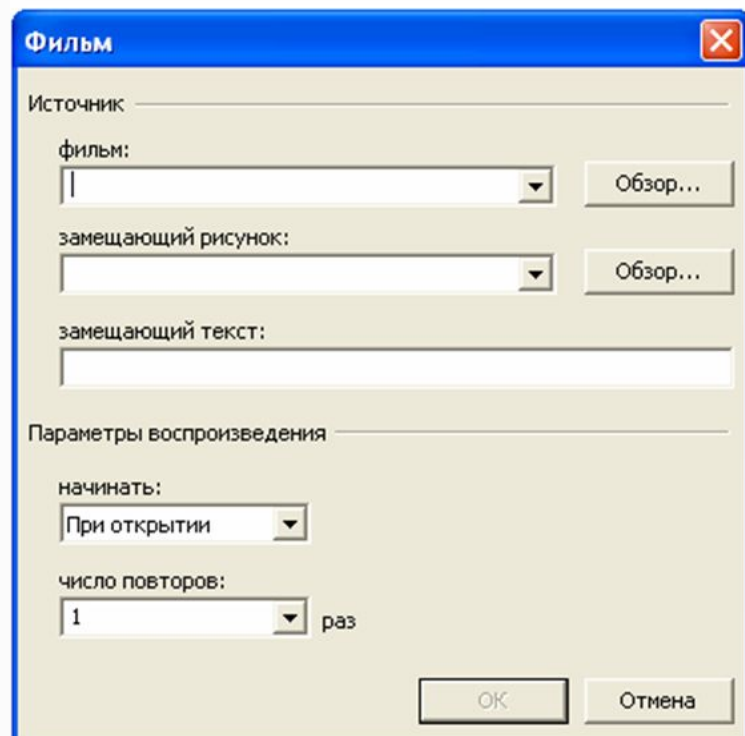 Фильм
Источник
фильм:
Обзор...
замещающий рисунок:
Обзор...
замещающий текст:
Параметры воспроизведения
начинать:
При открытии
число повторов:
1 раз
ОК Отмена